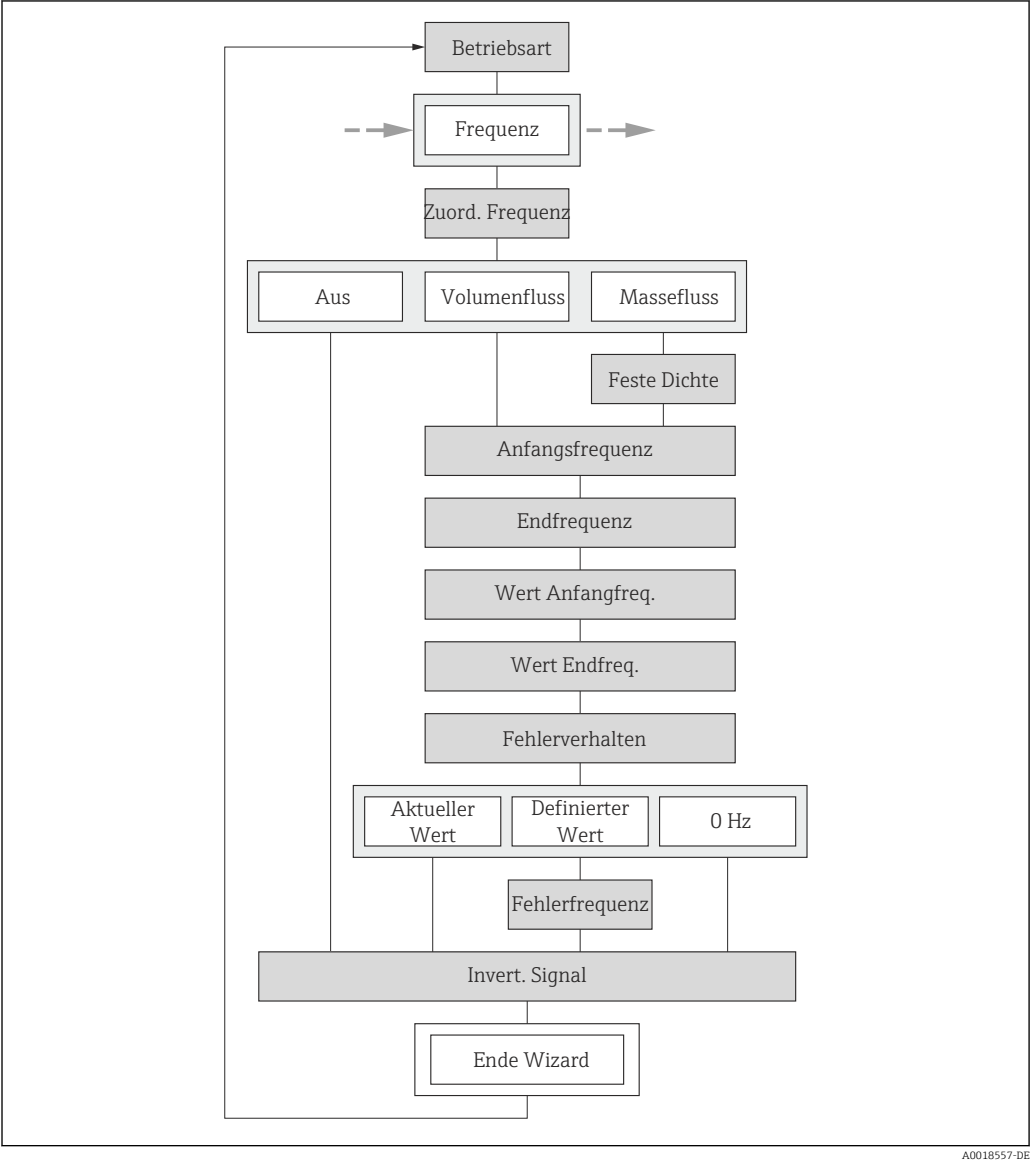 Betriebsart
Frequenz
Zuord. Frequenz
Aus
Volumenfluss
Massefluss
Feste Dichte
Anfangsfrequenz
Endfrequenz
Wert Anfangfreq.
Wert Endfreq.
Fehlerverhalten
Aktueller
Wert
Definierter
Wert
0 Hz
Fehlerfrequenz
Invert. Signal
Ende Wizard
A0018557-DE